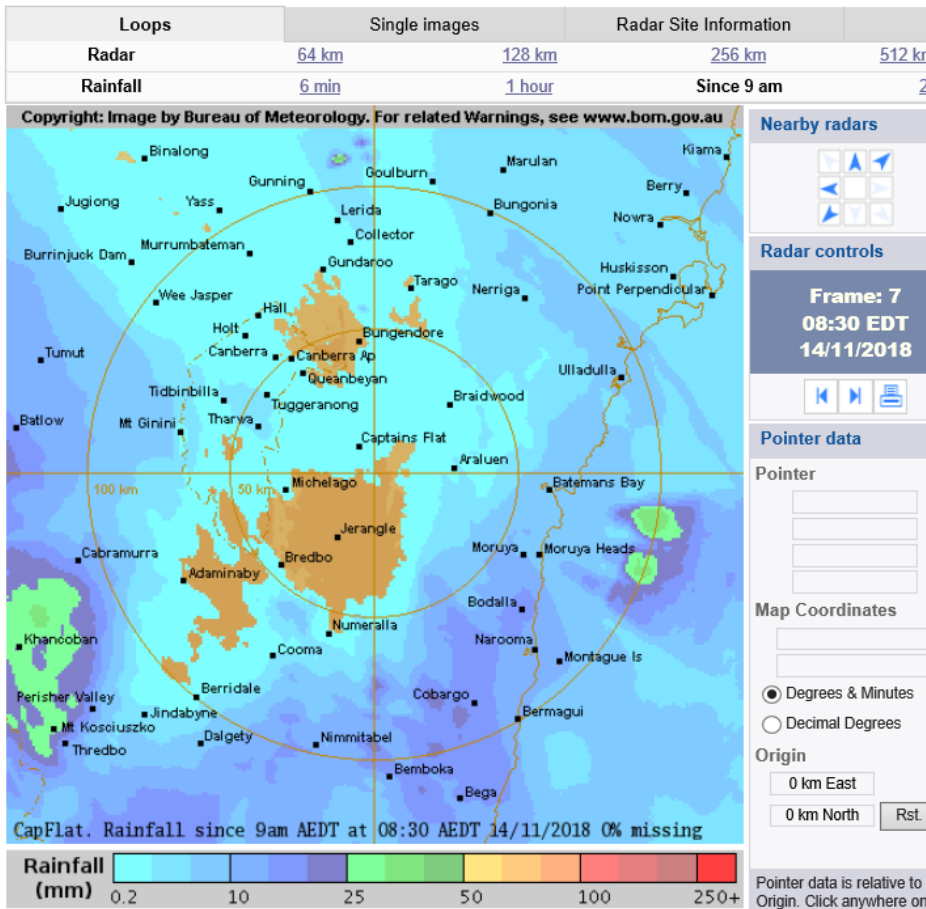 Loops Single images Radar Site Information
Radar 64 km 128 km 256 km 512 km
Rainfall 6 min 1 hour Since 9 am 2
Copyright: Image by Bureau of Meteorology. For related Warnings, see www.bom.gov.au
Nearby radars
Binalong
Marulan
Kiama
Gunning
Goulburn
Berry
Jugiong
Yass
Lerida
Bungonia
Nowra
Collector
Murrumbateman
Burrinjuck Dam
Gundaroo
Huskisson
Tarago
Nerriga
Point Perpendicular
Wee Jasper
Hall
Holt
Bungendore
Tumut
Canberra
Canberra Ap
Queanbeyan
Ulladulla
Tidbinbilla
Tuggeranong
Braidwood
Batlow
Mt Ginini
Tharwa
Captains Flat
Araluen
100 km
50 km
Michelago
Batemans Bay
Jerangle
Cabramurra
Bredbo
Moruya
Moruya Heads
Adaminaby
Bodalla
Numeralla
Khancoban
Cooma
Narooma
Montague Is
Perisher Valley
Berridale
Cobargo
Jindabyne
Bermagui
Mt Kosciuszko
Thredbo
Dalgety
Nimmitabel
Bemboka
Bega
CapFlat. Rainfall since 9am AEDT at 08:30 AEDT 14/11/2018 0% missing
Rainfall
(mm)
0.2 10 25 50 100 250+
Radar controls
Frame: 7
08:30 EDT
14/11/2018
Pointer data
Pointer
Map Coordinates
Degrees & Minutes
Decimal Degrees
Origin
0 km East
0 km North Rst.
Pointer data is relative to
Origin. Click anywhere on